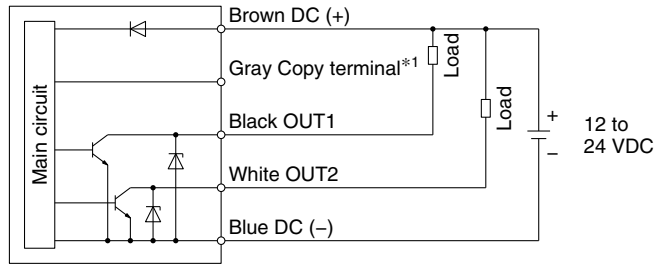 Brown DC (+)
Gray Copy terminal*1
Black OUT1
White OUT2
Blue DC (−)
Main circuit
Load
Load
+
−
12 to
24 VDC